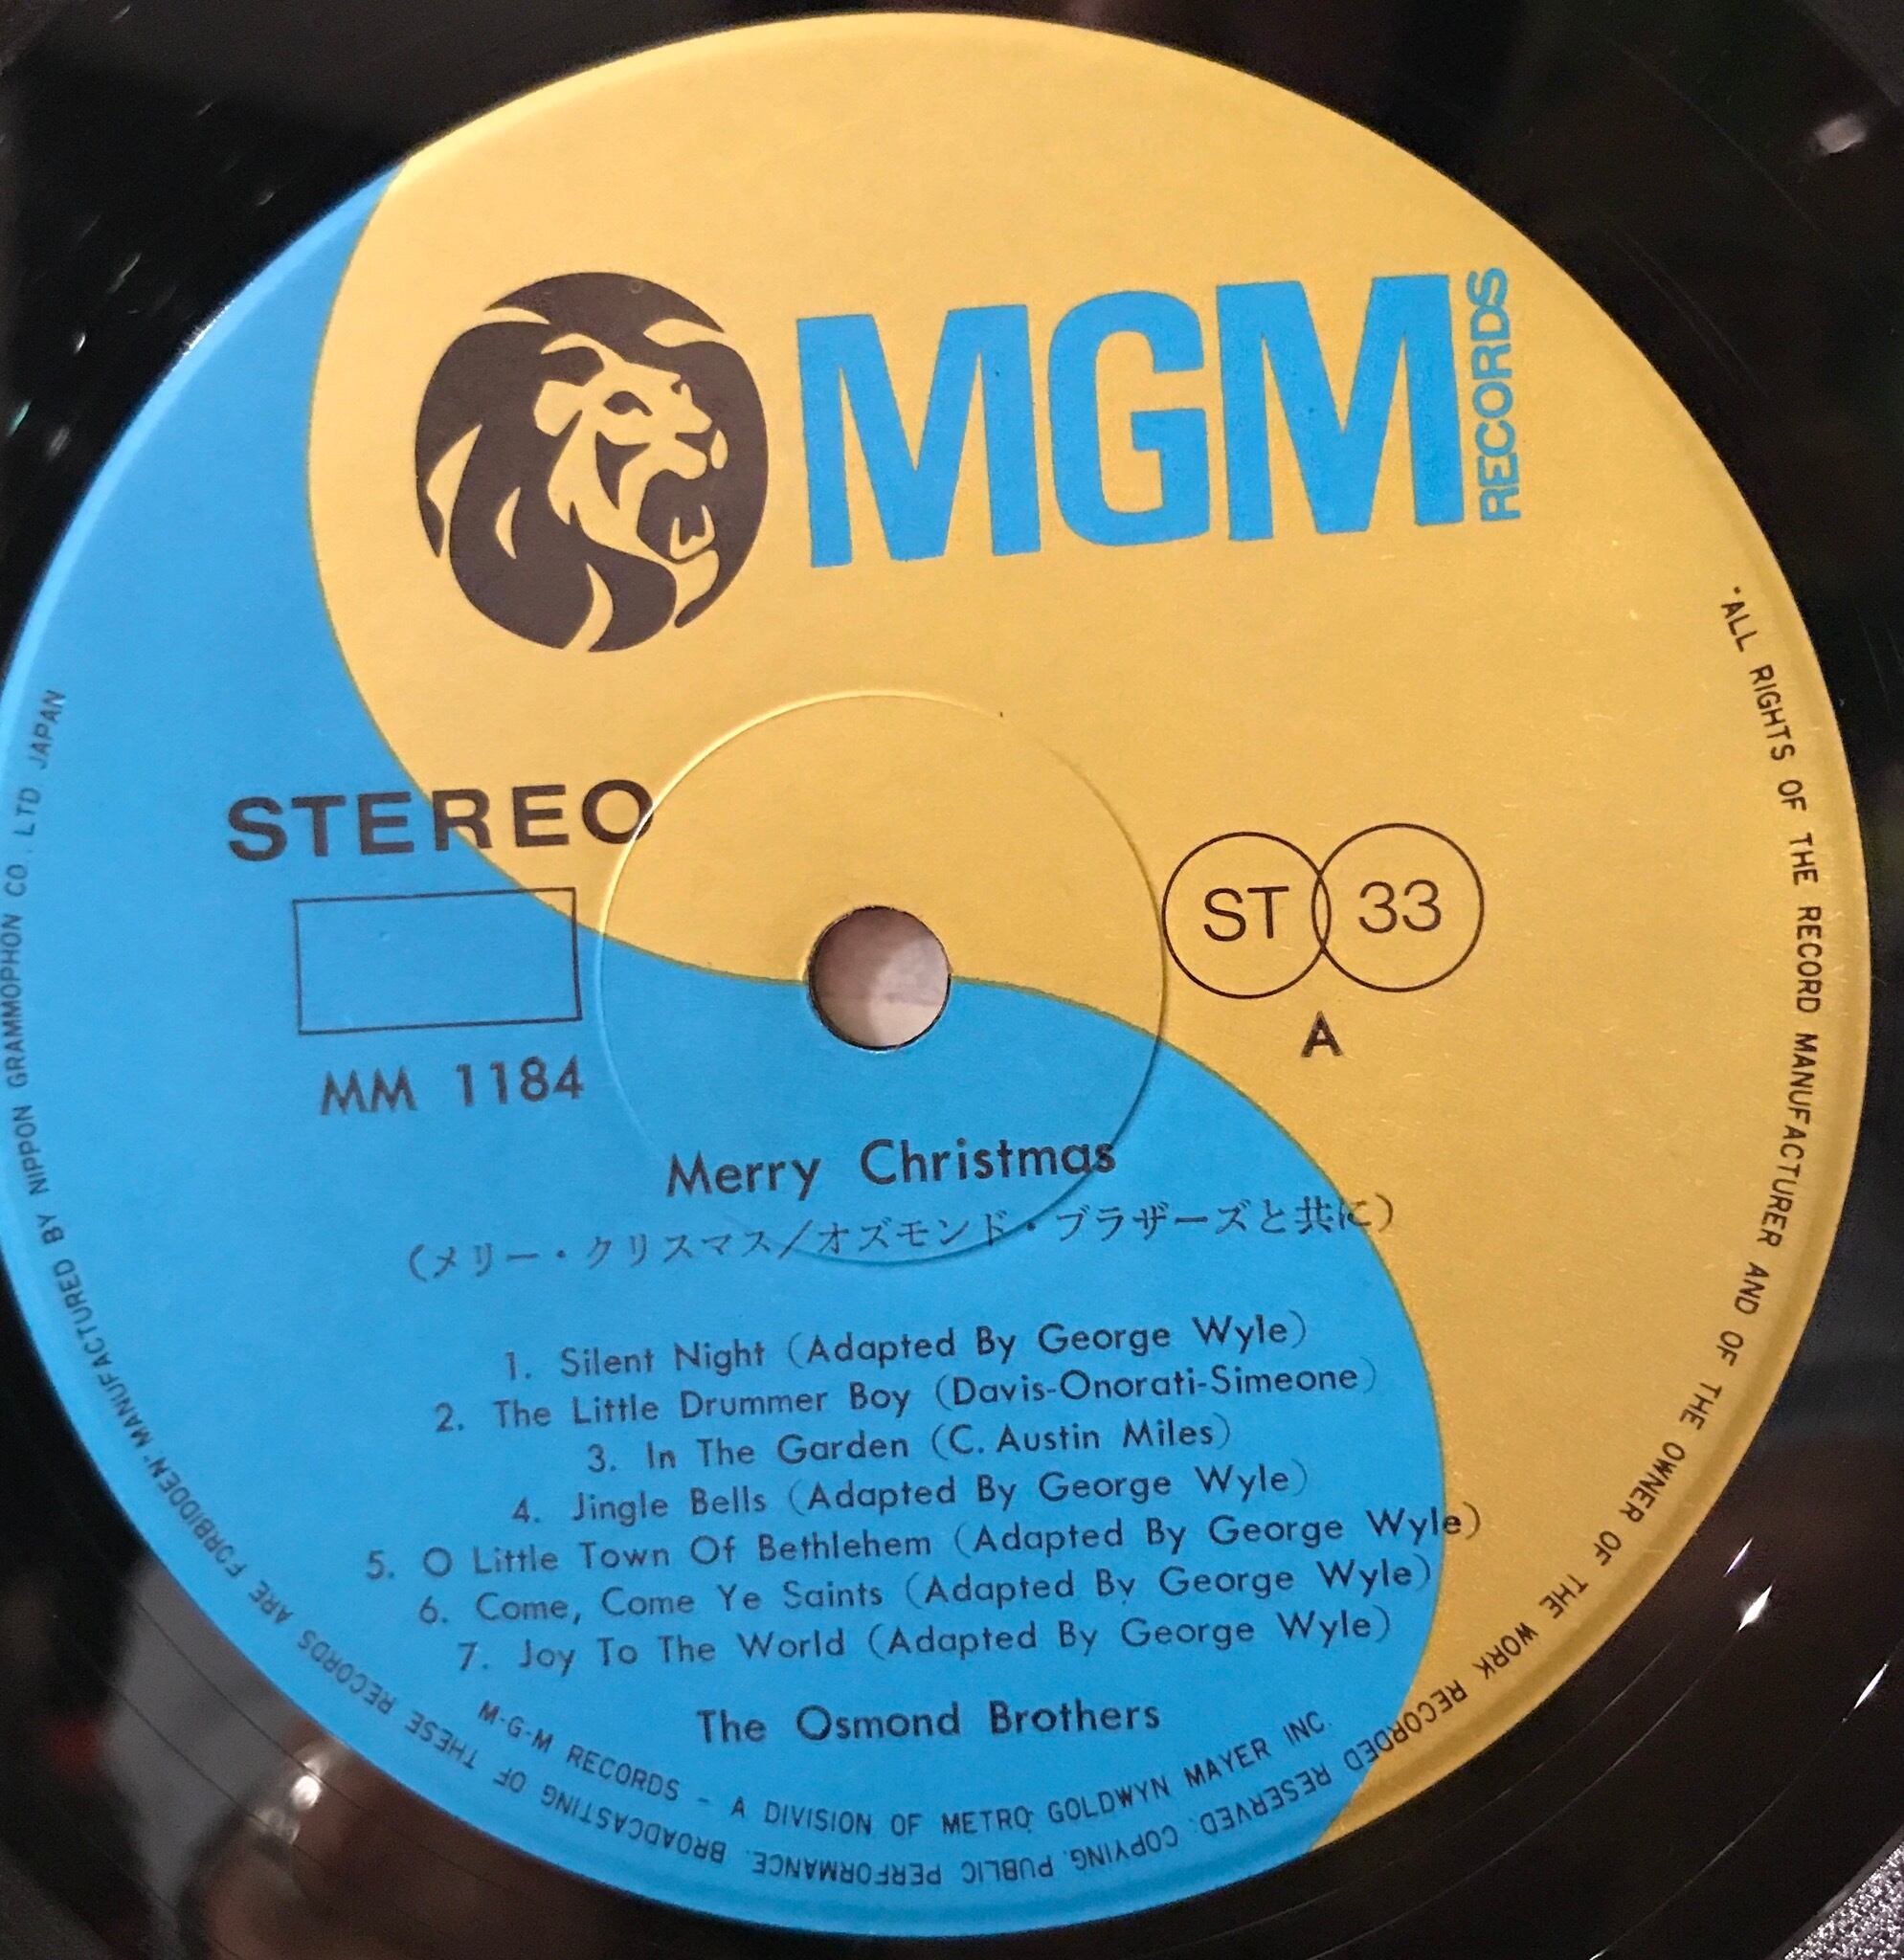 MGM RECORDS
STEREO
ST 33
A
MM 1184
Merry Christmas
(メリー・クリスマス/オズモンド・ブラザーズと共に)
1. Silent Night (Adapted By George Wyle)
2. The Little Drummer Boy (Davis-Onorati-Simeone)
3. In The Garden (C. Austin Miles)
4. Jingle Bells (Adapted By George Wyle)
5. O Little Town Of Bethlehem (Adapted By George Wyle)
6. Come, Come Ye Saints (Adapted By George Wyle)
7. Joy To The World (Adapted By George Wyle)
The Osmond Brothers
M-G-M RECORDS - A DIVISION OF METRO GOLDWYN MAYER INC.
"ALL RIGHTS OF THE RECORD MANUFACTURER AND OF THE OWNER OF THE WORK RECORDED RESERVED. COPYING. PUBLIC PERFORMANCE. BROADCASTING OF THESE RECORDS ARE FORBIDDEN" MANUFACTURED BY NIPPON GRAMMOPHON CO., LTD JAPAN